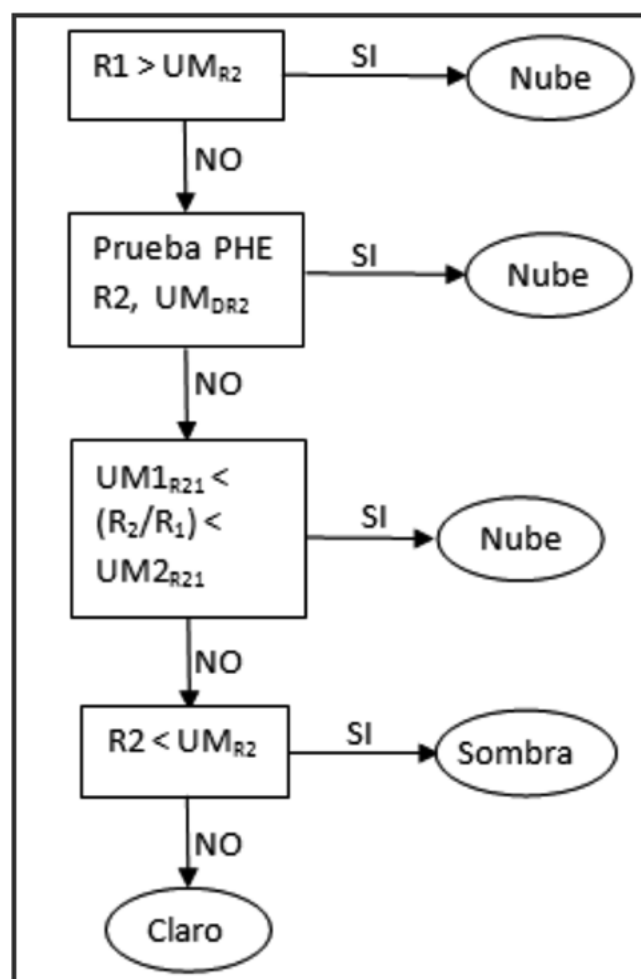 R1 > UMR2
SI
Nube
NO
Prueba PHE
R2, UMDR2
SI
Nube
NO
UM1R21 <
(R2/R1) <
UM2R21
SI
Nube
NO
R2 < UMR2
SI
Sombra
NO
Claro